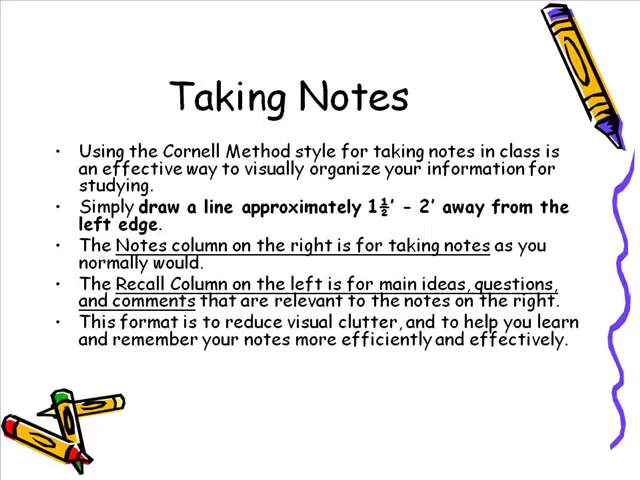 Taking Notes
• Using the Cornell Method style for taking notes in class is
an effective way to visually organize your information for
studying.
• Simply draw a line approximately 1½' - 2' away from the
left edge.
• The Notes column on the right is for taking notes as you
normally would.
• The Recall Column on the left is for main ideas, questions,
and comments that are relevant to the notes on the right.
• This format is to reduce visual clutter, and to help you learn
and remember your notes more efficiently and effectively.